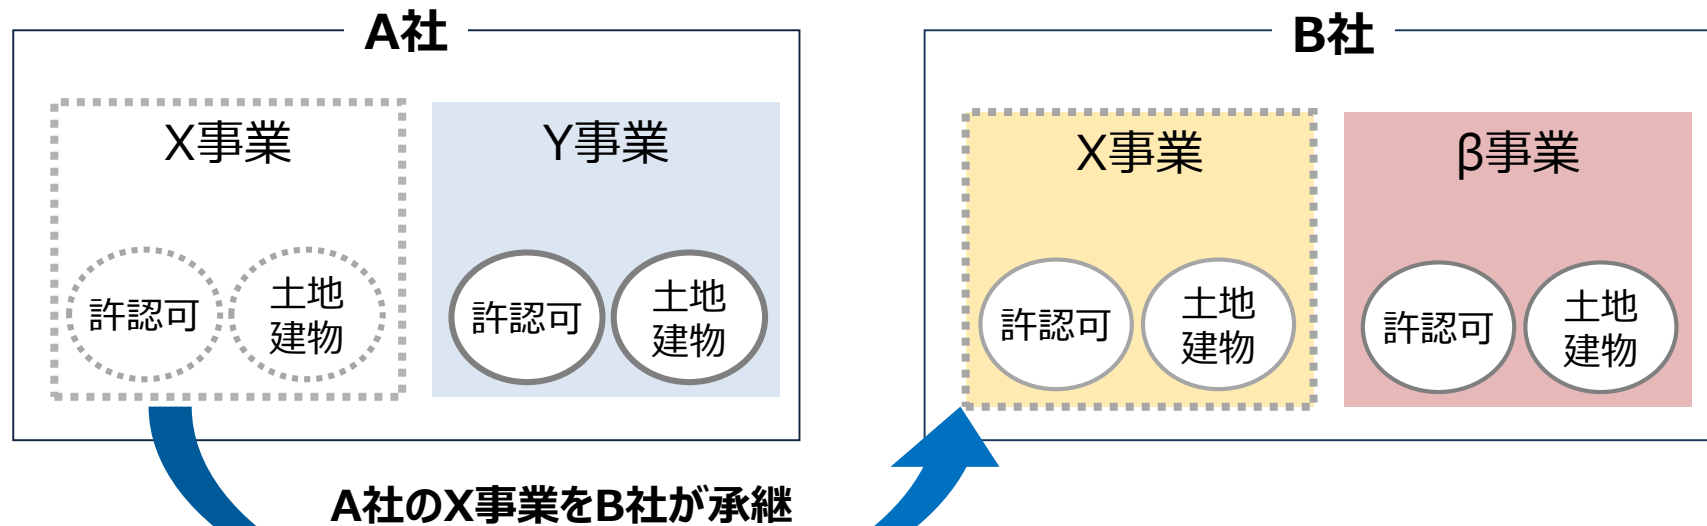 A社
X事業
許認可
土地
建物
Y事業
許認可
土地
建物
B社
X事業
許認可
土地
建物
β事業
許認可
土地
建物
A社のX事業をB社が承継